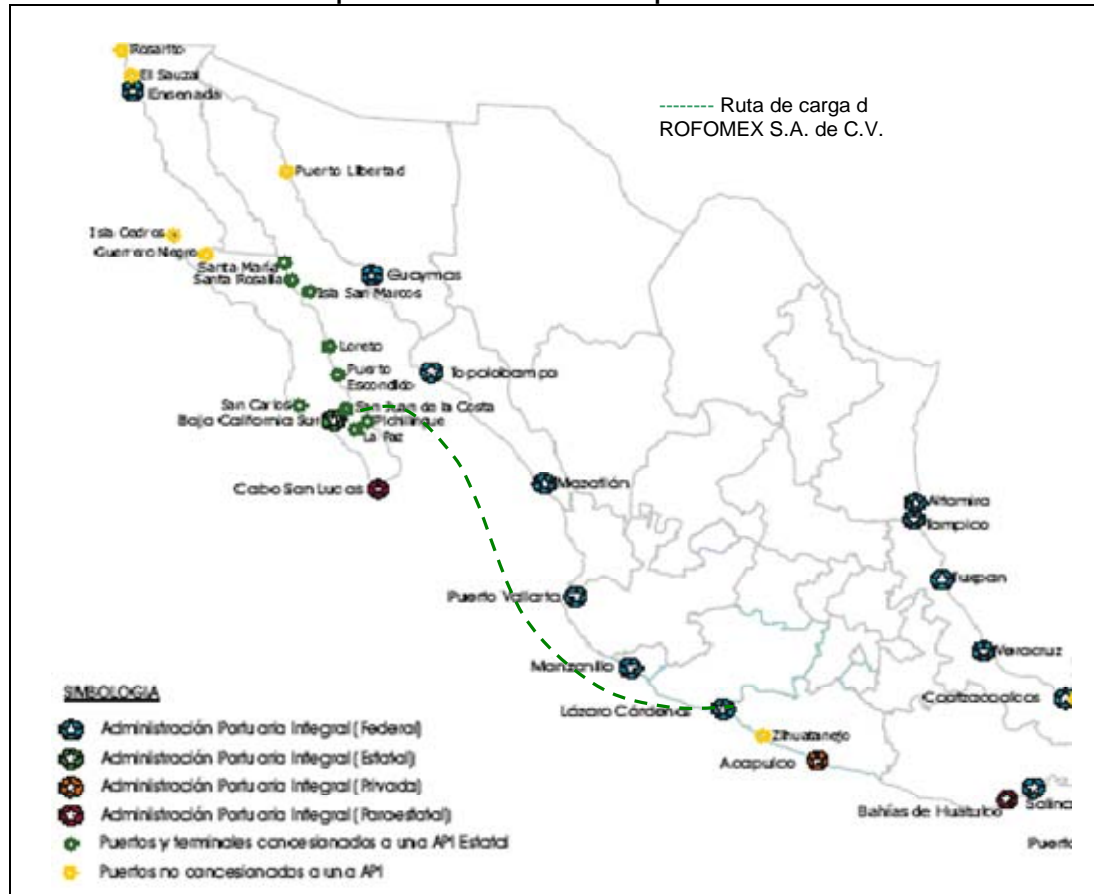 Rosarito
El Sauzal
Ensenada
-------- Ruta de carga d
ROFOMEX S.A. de C.V.
Puerto Libertad
Isla Cedros
Guerrero Negro
Santa María
Santa Rosalía
Guaymas
Isla San Marcos
Loreto
Puerto
Escondido
Topolobampo
San Carlos
San Juan de la Costa
Baja California Sur
Pichilingue
La Paz
Cabo San Lucas
Mazatlán
Altamira
Tampico
Puerto Vallarta
Tuxpan
Manzanillo
Veracruz
Lázaro Cárdenas
Coatzacoalcos
Zihuatanejo
Acapulco
Bahías de Huatulco
Salina
Puerto
SIMBOLOGIA
Administración Portuaria Integral (Federal)
Administración Portuaria Integral (Estatal)
Administración Portuaria Integral (Privada)
Administración Portuaria Integral (Paraestatal)
Puertos y terminales concesionados a una API Estatal
Puertos no concesionados a una API